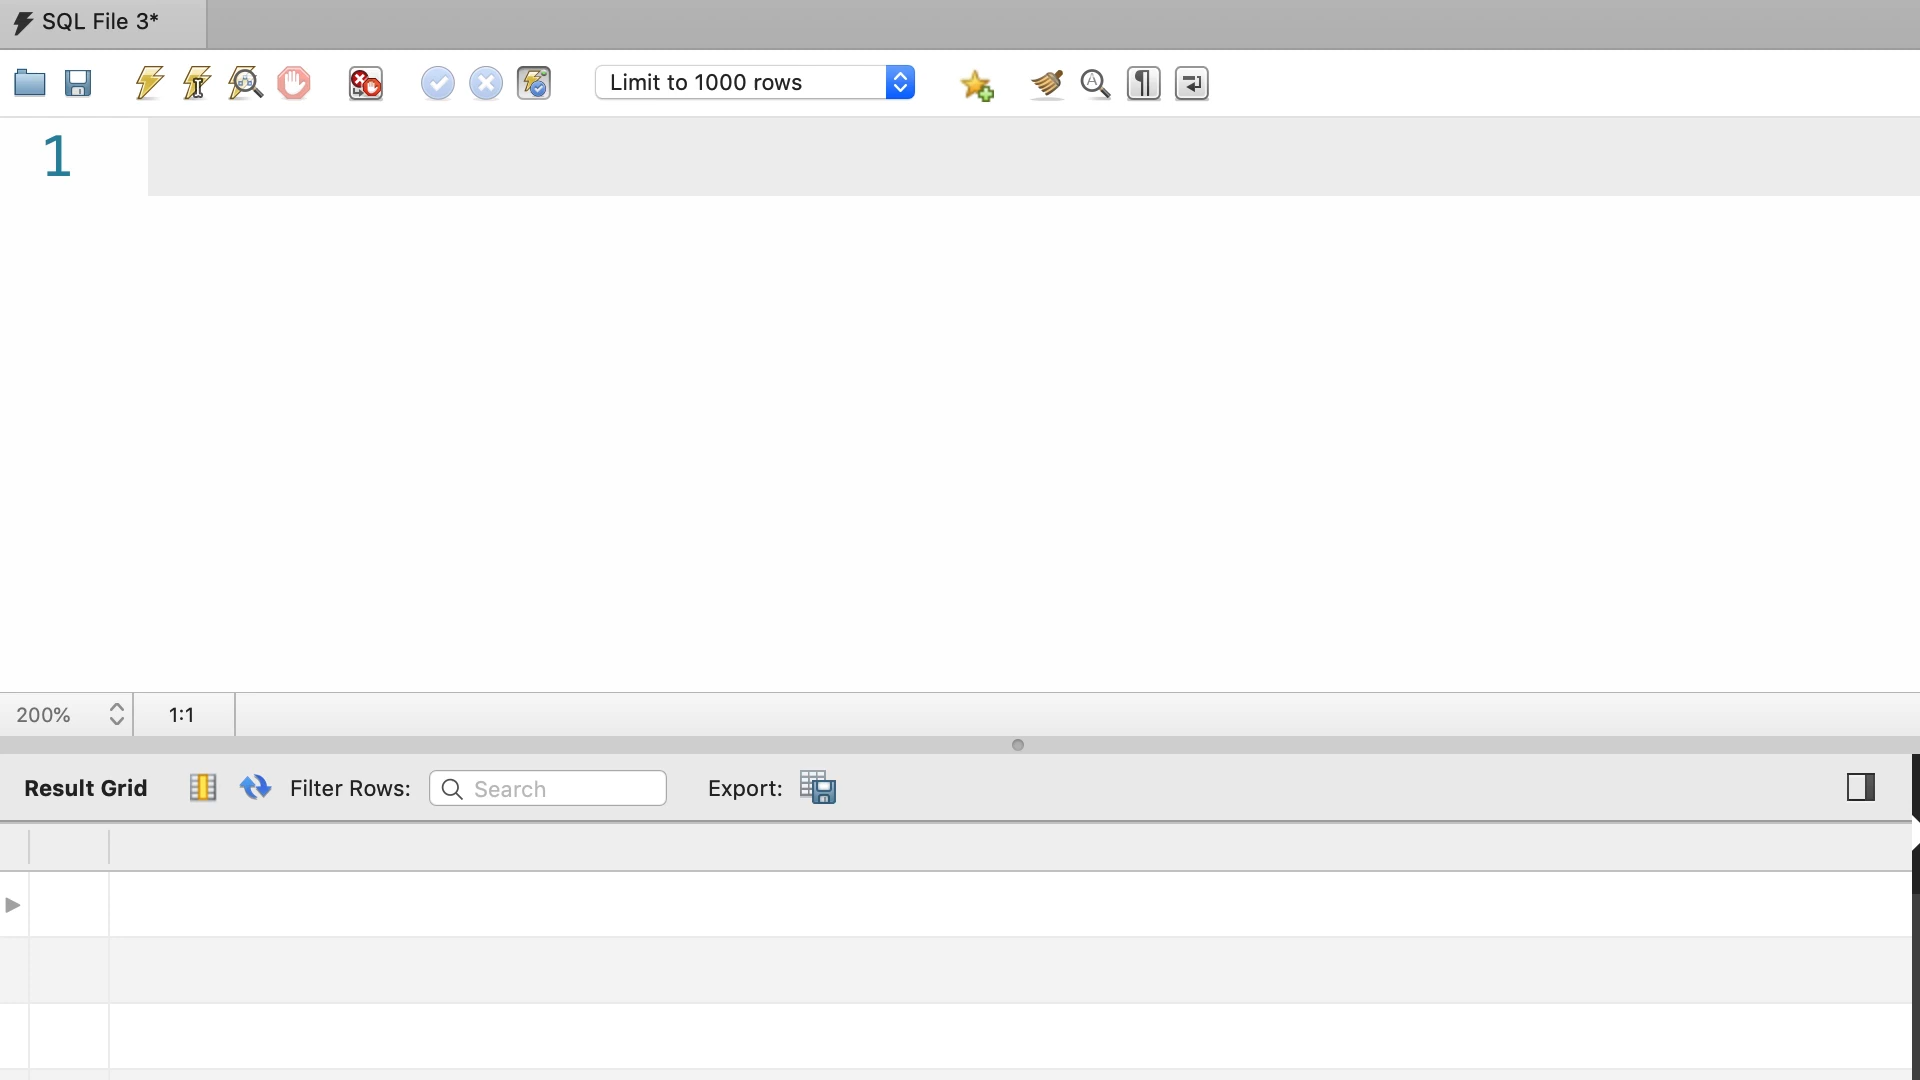 SQL File 3*
Limit to 1000 rows
1
200% 1:1
Result Grid Filter Rows: Search Export: